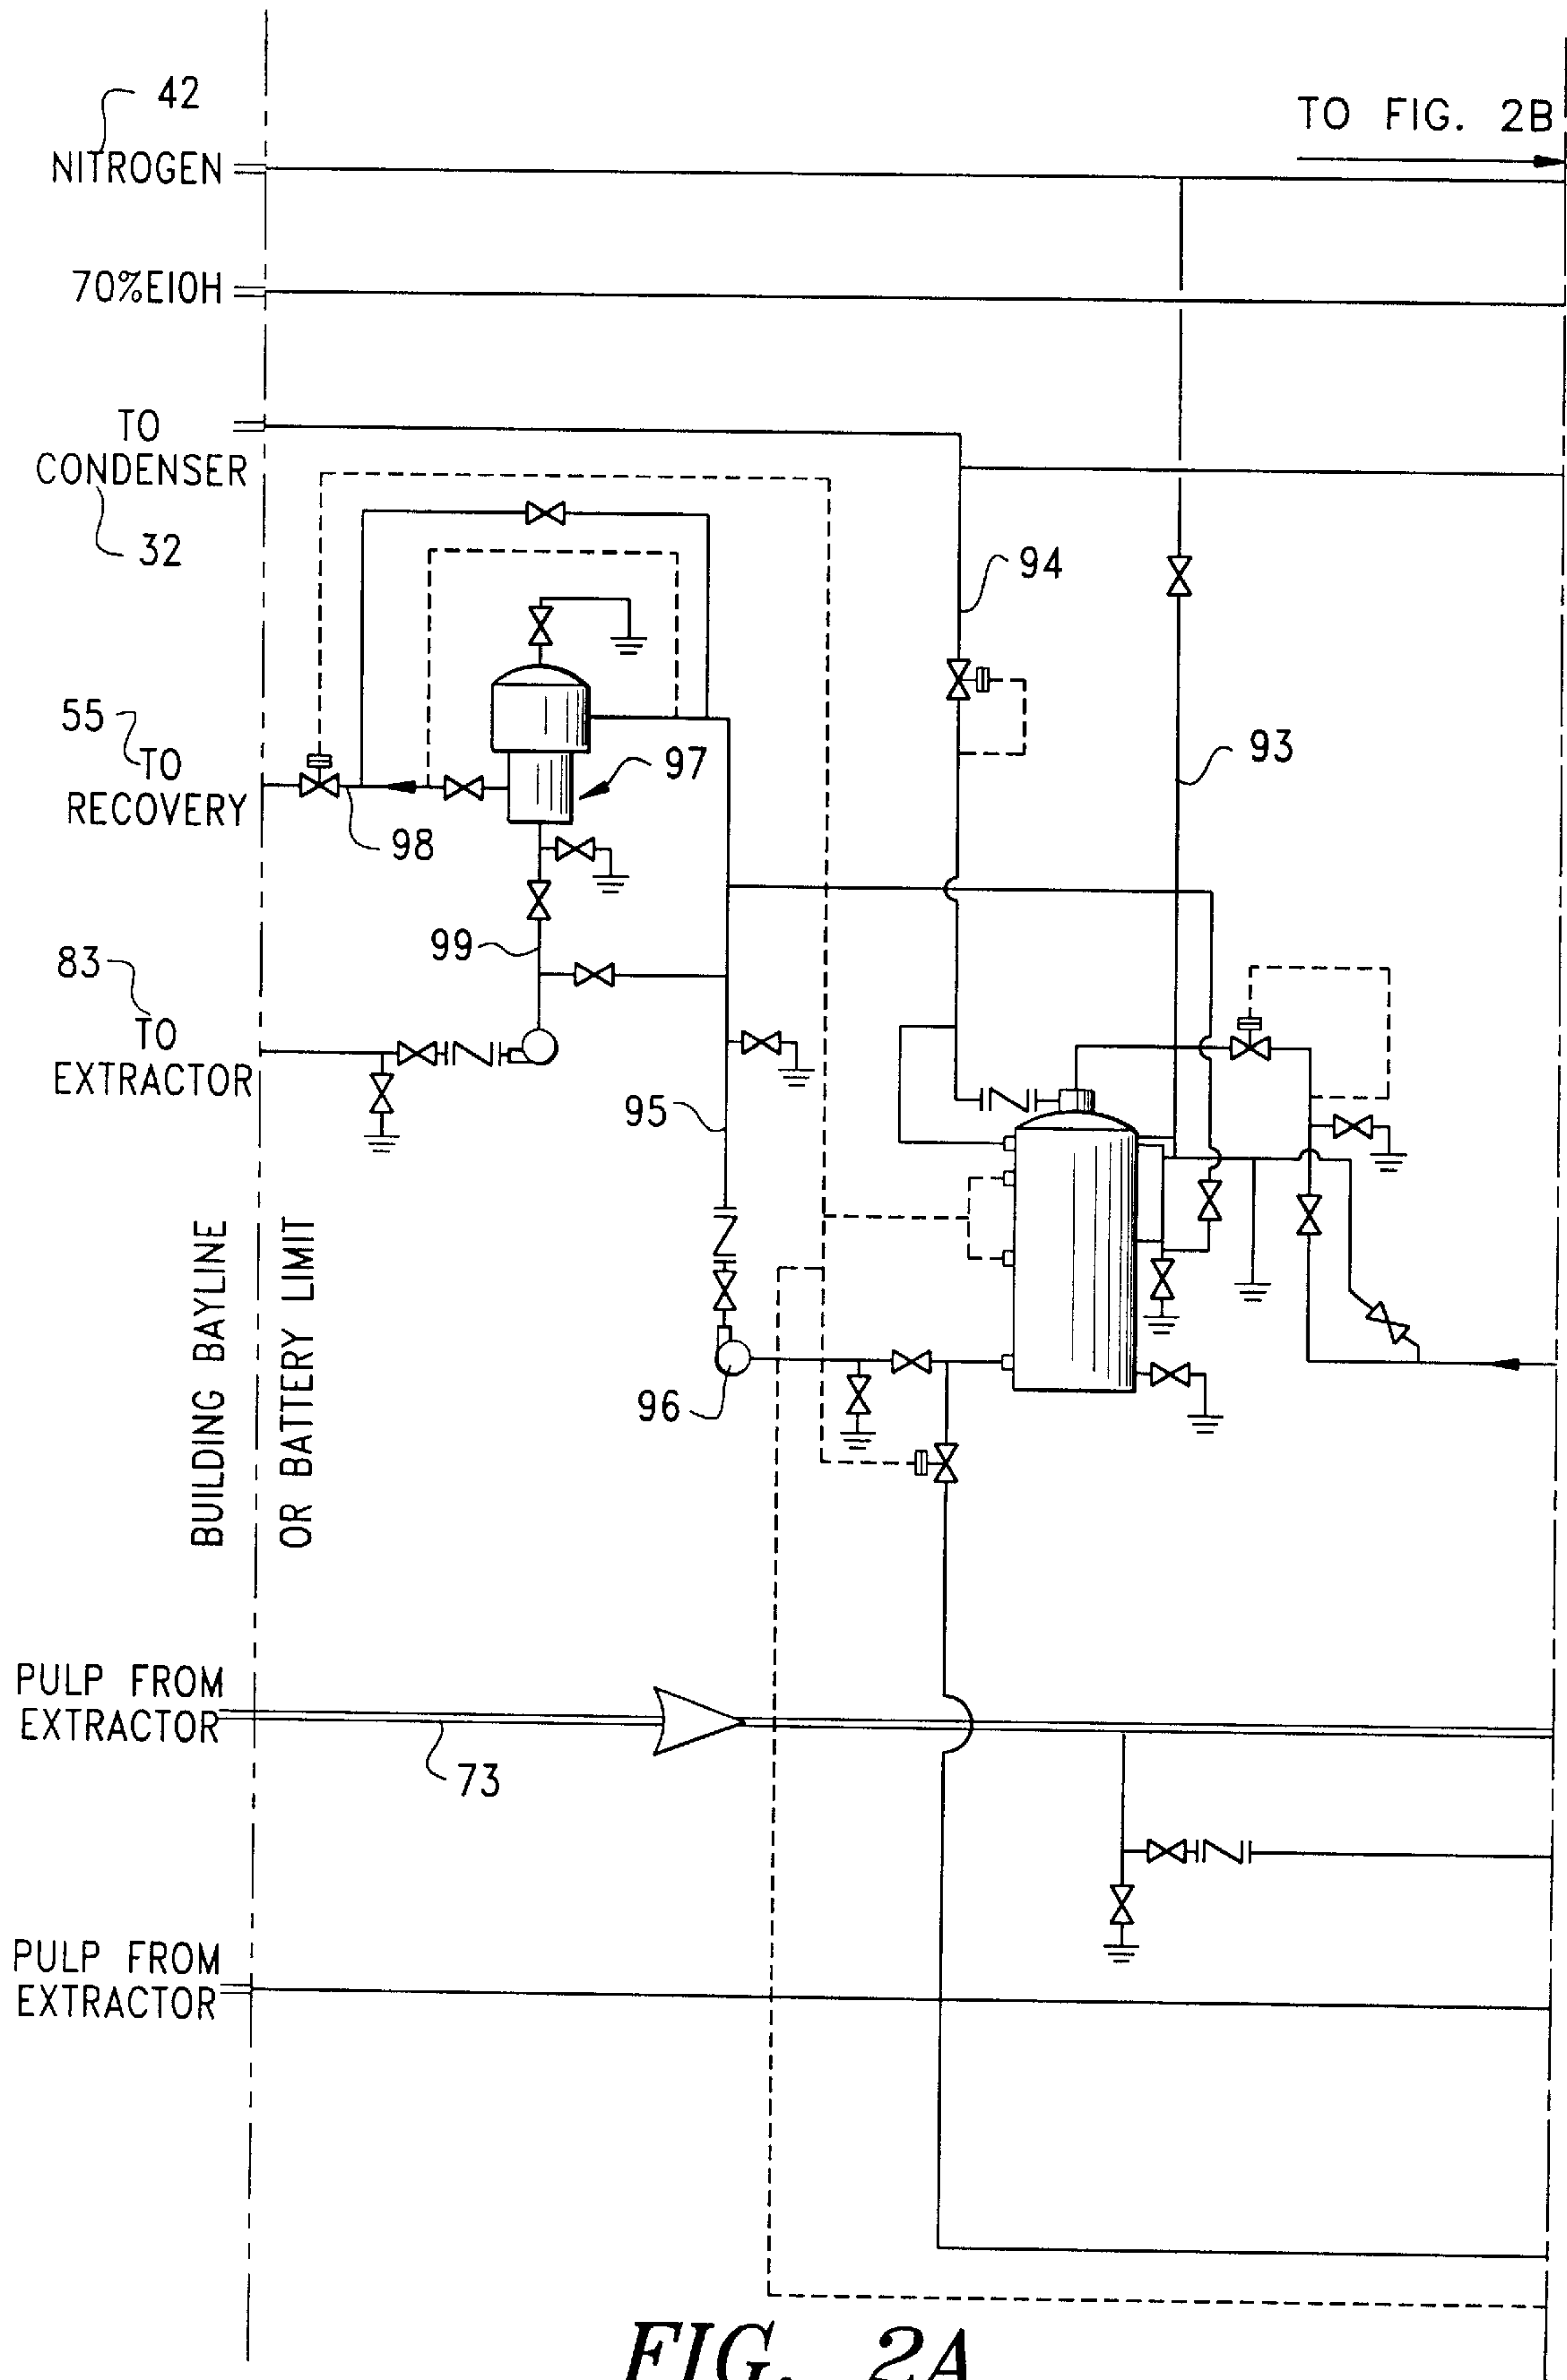 42
TO FIG. 2B
NITROGEN
70%EIOH
TO
CONDENSER
32
94
55
TO
RECOVERY
97
93
98
99
83
TO
EXTRACTOR
95
96
BUILDING BAYLINE
OR BATTERY LIMIT
PULP FROM
EXTRACTOR
73
PULP FROM
EXTRACTOR
FIG. 2A